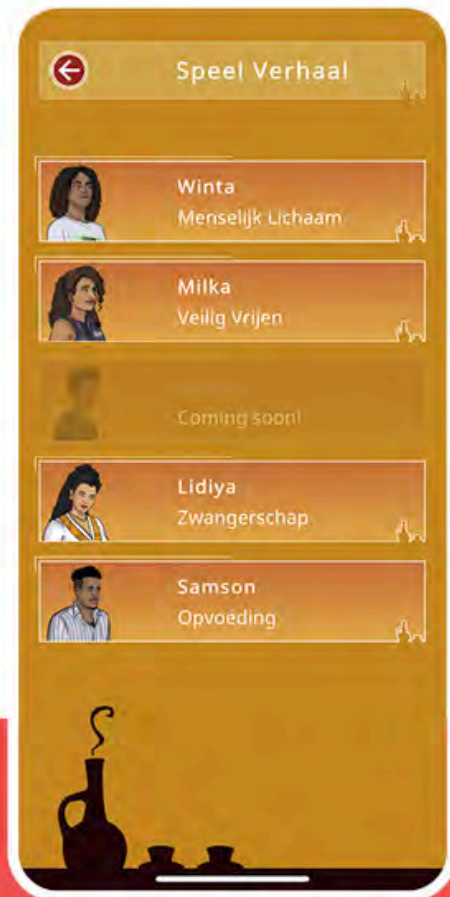 Speel Verhaal
Winta
Menselijk Lichaam
Milka
Veilig Vrijen
Coming soon!
Lidiya
Zwangerschap
Samson
Opvoeding